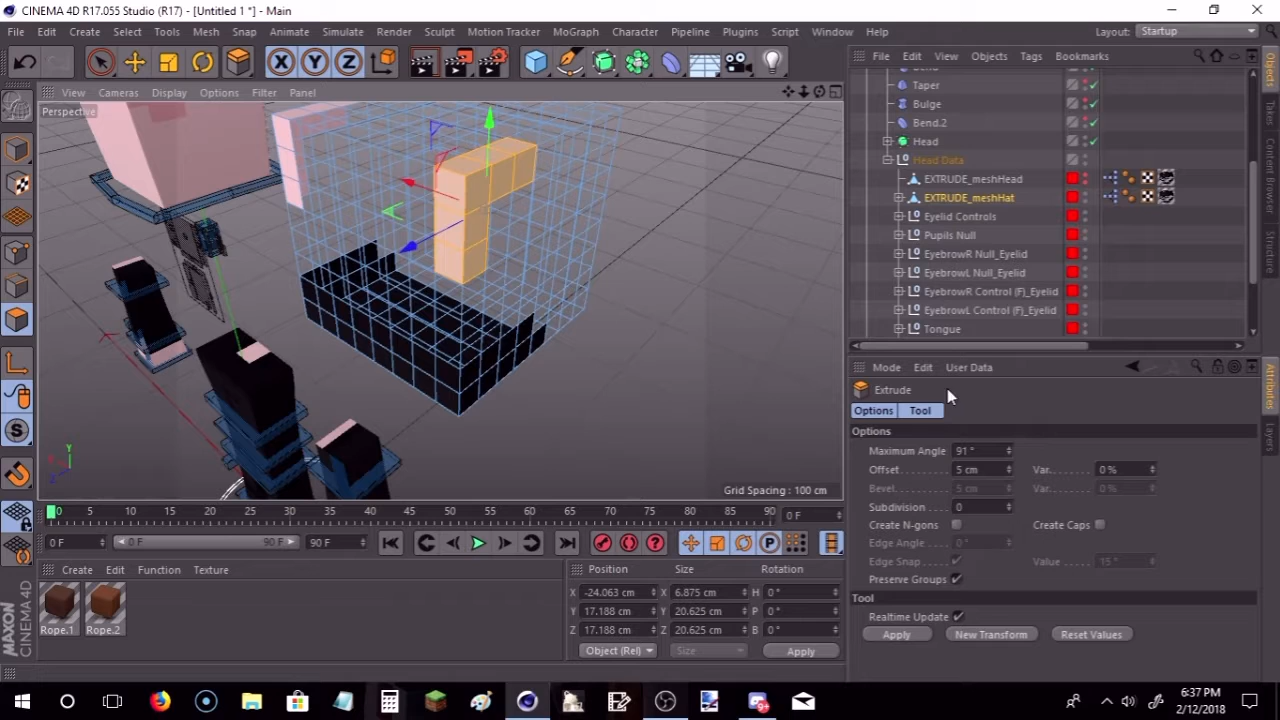 CINEMA 4D R17.055 Studio (R17) - [Untitled 1 *] - Main
File Edit Create Select Tools Mesh Snap Animate Simulate Render Sculpt Motion Tracker MoGraph Character Pipeline Plugins Script Window Help Layout: Startup
View Cameras Display Options Filter Panel
File Edit View Objects Tags Bookmarks
Perspective
Taper
Bulge
Bend.2
Head
Head Data
EXTRUDE_meshHead
EXTRUDE_meshHat
Eyelid Controls
Pupils Null
EyebrowR Null_Eyelid
EyebrowL Null_Eyelid
EyebrowR Control (F)_Eyelid
EyebrowL Control (F)_Eyelid
Tongue
Objects
Takes
Content Browser
Structure
X Y Z
Y
Z
Grid Spacing : 100 cm
Mode Edit User Data
Extrude
Options Tool
Options
Maximum Angle 91 °
Offset 5 cm Var. 0 %
Bevel 5 cm Var. 0 %
Subdivision 0
Create N-gons Create Caps
Edge Angle 0 °
Edge Snap Value 15 °
Preserve Groups
Tool
Realtime Update
Apply New Transform Reset Values
Attributes
Layers
0 5 10 15 20 25 30 35 40 45 50 55 60 65 70 75 80 85 90 0 F
0 F 0 F 90 F 90 F
Create Edit Function Texture
Rope.1 Rope.2
Position Size Rotation
X -24.063 cm X 6.875 cm H 0 °
Y 17.188 cm Y 20.625 cm P 0 °
Z 17.188 cm Z 20.625 cm B 0 °
Object (Rel) Size Apply
MAXON CINEMA 4D
6:37 PM
2/12/2018